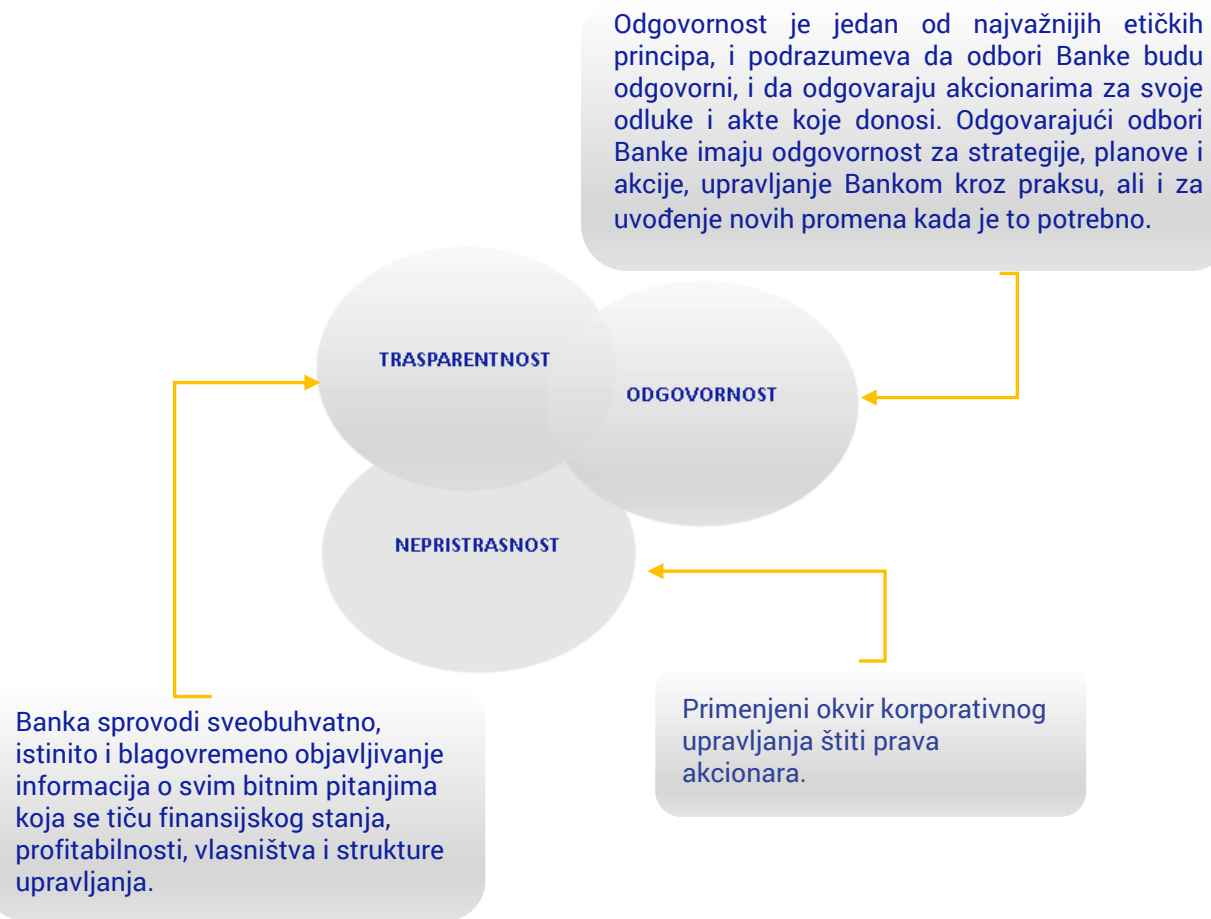 Odgovornost je jedan od najvažnijih etičkih
principa, i podrazumeva da odbori Banke budu
odgovorni, i da odgovaraju akcionarima za svoje
odluke i akte koje donosi. Odgovarajući odbori
Banke imaju odgovornost za strategije, planove i
akcije, upravljanje Bankom kroz praksu, ali i za
uvođenje novih promena kada je to potrebno.
TRASPARENTNOST
ODGOVORNOST
NEPRISTRASNOST
Primenjeni okvir korporativnog
upravljanja štiti prava
akcionara.
Banka sprovodi sveobuhvatno,
istinito i blagovremeno objavljivanje
informacija o svim bitnim pitanjima
koja se tiču finansijskog stanja,
profitabilnosti, vlasništva i strukture
upravljanja.